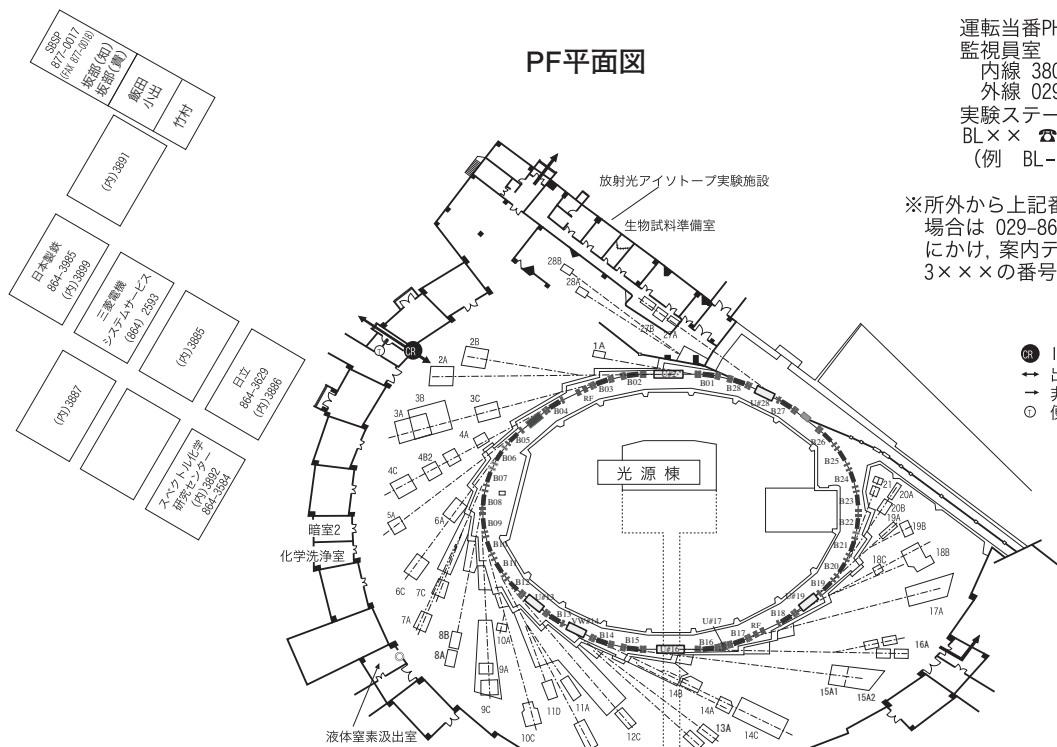 PF平面図
運転当番PH
監視員室
内線 380
外線 029
実験ステー
BL×× ☎
(例 BL-
※所外から上記番
場合は 029-86
にかけ, 案内テ
3×××の番号
SBSP
877-0017
(FAX 877-0018)
坂部(知)
坂部(貴)
飯田
小出
竹村
(内)3891
日本製鉄
864-3985
(内)3899
三菱電機
システムサービス
(864) 2593
(内)3885
日立
864-3629
(内)3886
(内)3887
スペクトル化学
研究センター
(内)3892
864-3584
放射光アイソトープ実験施設
生物試料準備室
暗室2
化学洗浄室
液体窒素汲出室
光源棟
CR
T
CR
T
28B
28A
27B
27A
1A
2B
2A
3B
3A
3C
4A
4B2
4C
5A
6A
6C
7C
7A
8B
8A
9A
9C
10A
10C
11D
11A
12C
13A
14B
14A
14C
15A1
15A2
16A
17A
18B
18C
19B
19A
20B
20A
21
B01
B28
U#28
B27
B26
B25
B24
B23
B22
B21
B20
B19
U#19
B18
RF
B17
U#17
B16
U#16
B15
B14
VW#14
B13
B12
B11
B09
B08
B07
B06
B05
B04
RF
B03
B02